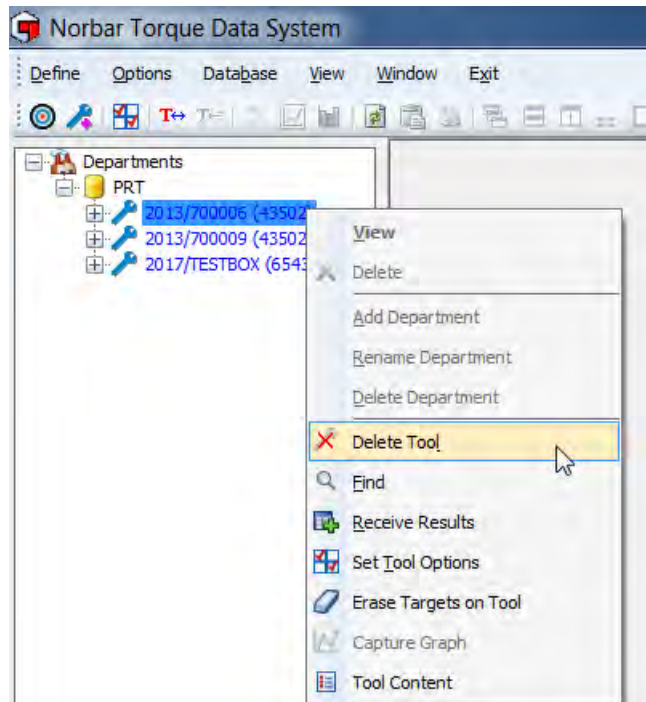 Norbar Torque Data System
Define Options Database View Window Exit
T↔ T⊢
Departments
PRT
2013/700006 (43502)
2013/700009 (43502
2017/TESTBOX (6543
View
Delete
Add Department
Rename Department
Delete Department
Delete Tool
Find
Receive Results
Set Tool Options
Erase Targets on Tool
Capture Graph
Tool Content